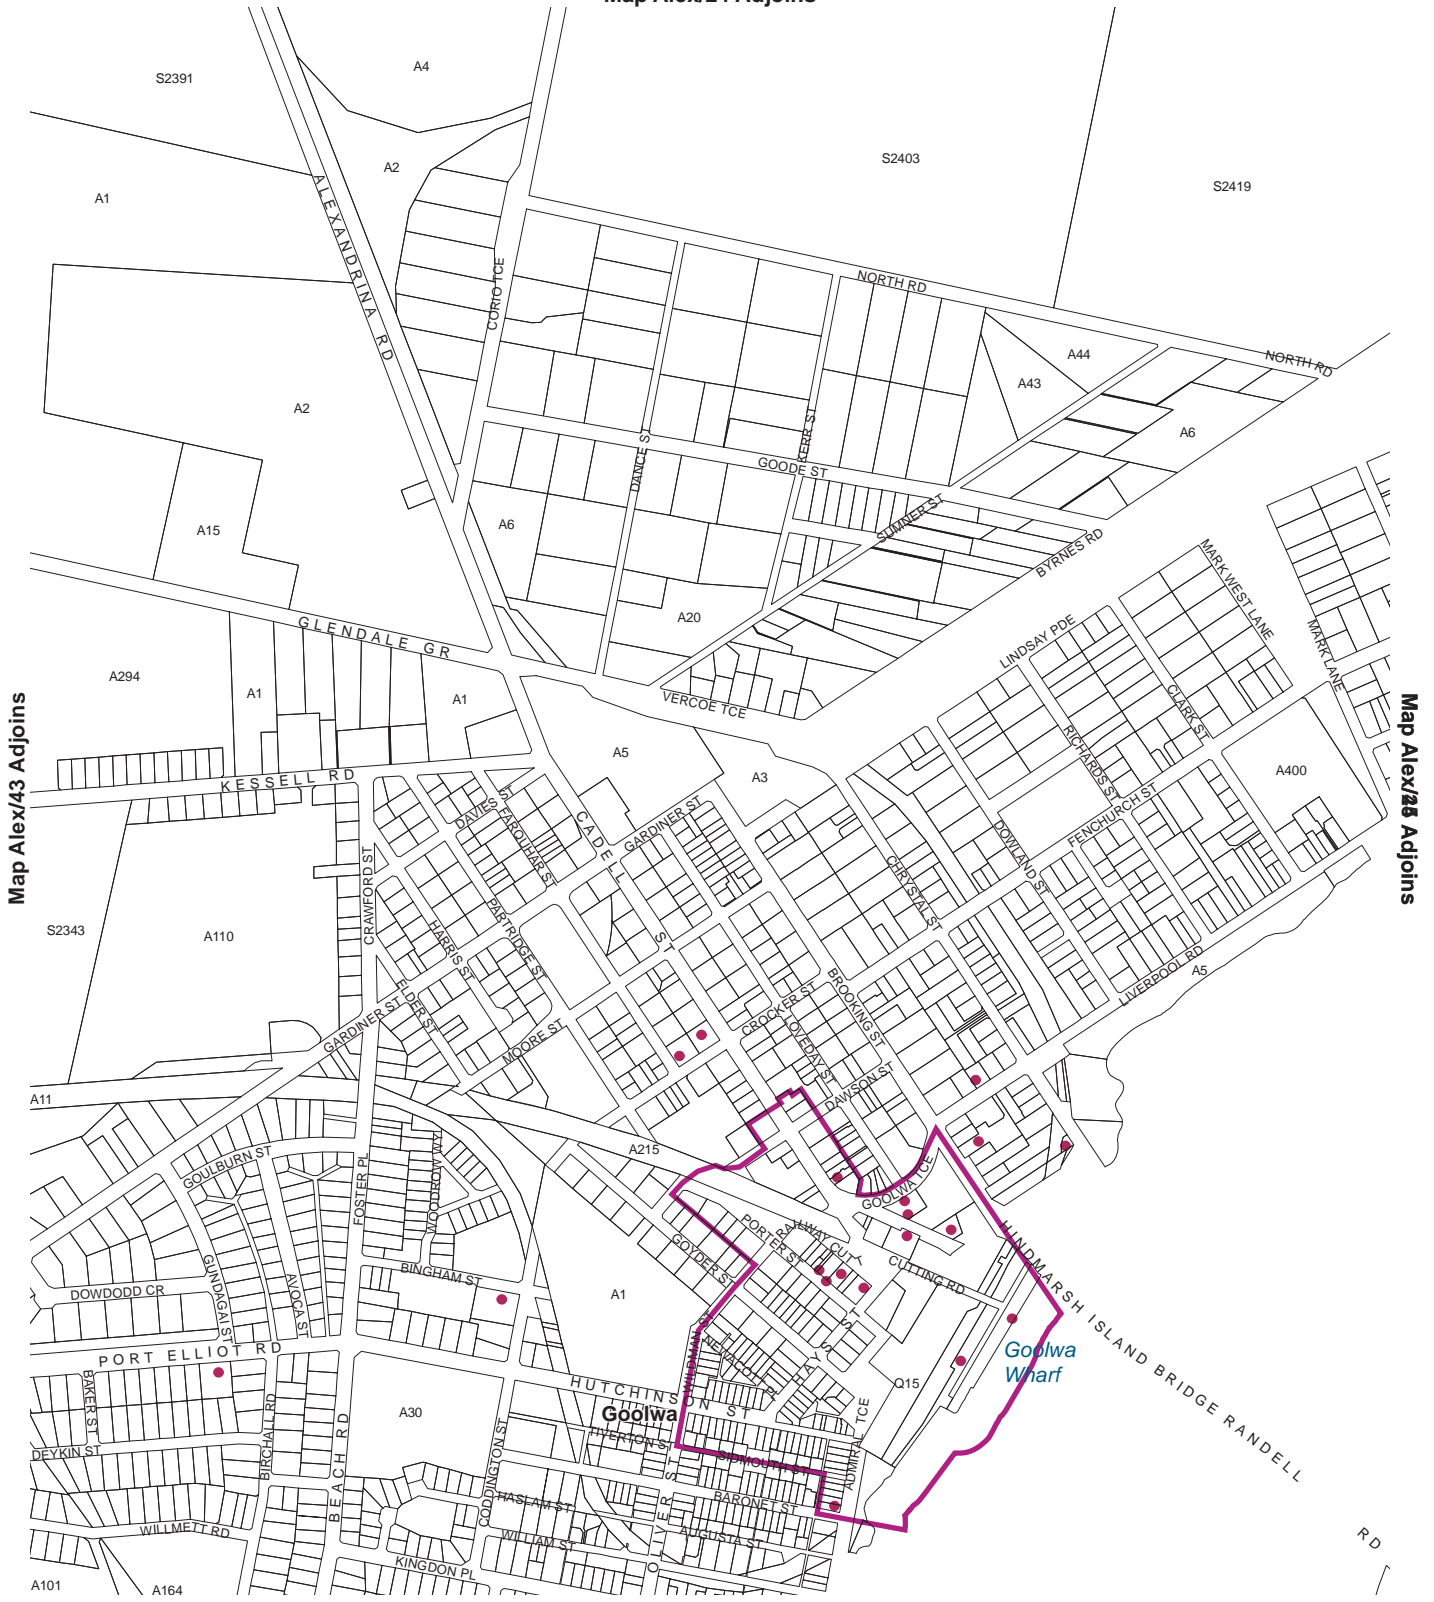 S2391
A4
S2403
S2419
A2
A1
ALEXANDRINA RD
CORIO TCE
NORTH RD
NORTH RD
A44
A43
A2
A6
KERR ST
DANCE ST
GOODE ST
A6
SUMNER ST
A15
BYRNES RD
MARK WEST LANE
A20
GLENDALE GR
LINDSAY PDE
MARK LANE
A294
A1
A1
VERCOE TCE
CLARK ST
Map Alex/43 Adjoins
A5
A3
RICHARDS ST
A400
KESSELL RD
DAVIES ST
FARQUHAR ST
CADELL ST
GARDINER ST
FENCHURCH ST
DOWLAND ST
CHRYSTAL ST
CRAWFORD ST
S2343
A110
HARRIS ST
PARTRIDGE ST
LIVERPOOL RD
A5
BROOKING ST
CROCKER ST
ELDER ST
GARDINER ST
MOORE ST
LOVEDAY ST
DAWSON ST
A11
A215
GOULBURN ST
FOSTER PL
WOODROW WY
GOOLWA TCE
PORTER ST
RAILWAY CUTT
GOYDER ST
CUTTING RD
HINDMARSH ISLAND BRIDGE RANDELL
RD
BINGHAM ST
DOWDODD CR
GUNDAGAI ST
AVOCA ST
A1
PORT ELLIOT RD
WILDMAN ST
HAYS ST
Goolwa
Wharf
Q15
BAKER ST
HUTCHINSON ST
Goolwa
A30
TIVERTON ST
ADMIRAL TCE
DEYKIN ST
BIRCHALL RD
BEACH RD
CODDINGTON ST
SIDMOUTH ST
OLIVER ST
HASLAM ST
BARONET ST
WILLMETT RD
WILLIAM ST
AUGUSTA ST
KINGDON PL
A101
A164